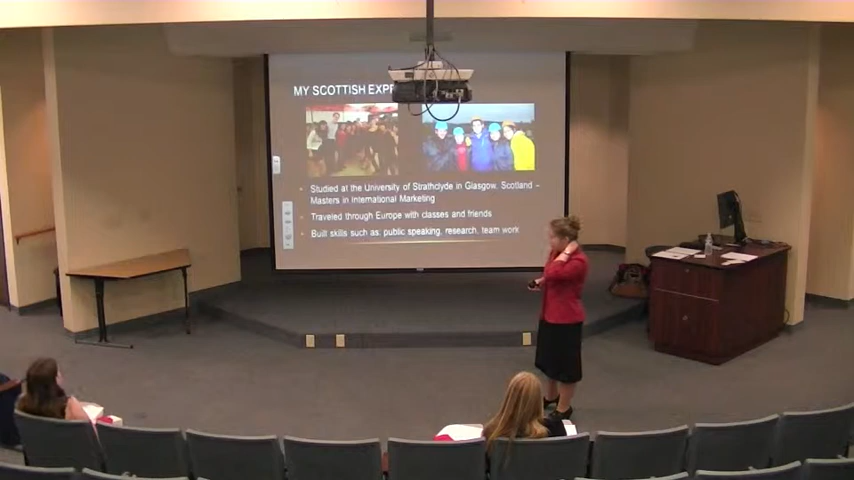 MY SCOTTISH
Studied at the University of Strathclyde in Glasgow, Scotland –
Masters in International Marketing
Traveled through Europe with classes and friends
Built skills such as: public speaking, research, team work